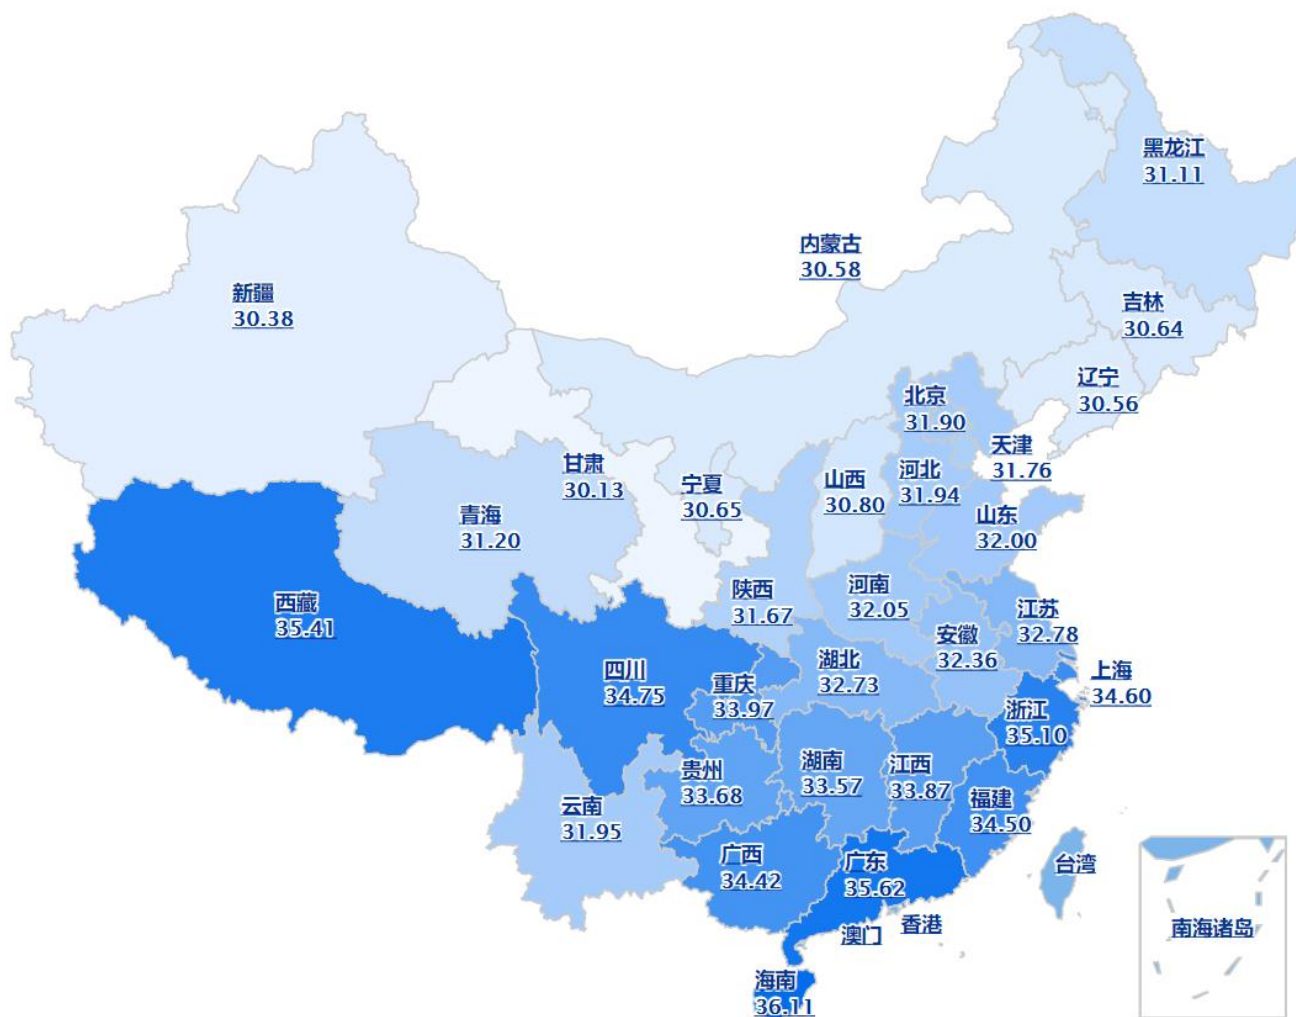 黑龙江
31.11
内蒙古
30.58
新疆
30.38
吉林
30.64
辽宁
30.56
北京
31.90
天津
31.76
甘肃
30.13
宁夏
30.65
山西
30.80
河北
31.94
青海
31.20
山东
32.00
西藏
35.41
陕西
31.67
河南
32.05
江苏
32.78
安徽
32.36
四川
34.75
重庆
33.97
湖北
32.73
上海
34.60
浙江
35.10
贵州
33.68
湖南
33.57
江西
33.87
云南
31.95
福建
34.50
广西
34.42
广东
35.62
台湾
香港
澳门
南海诸岛
海南
36.11